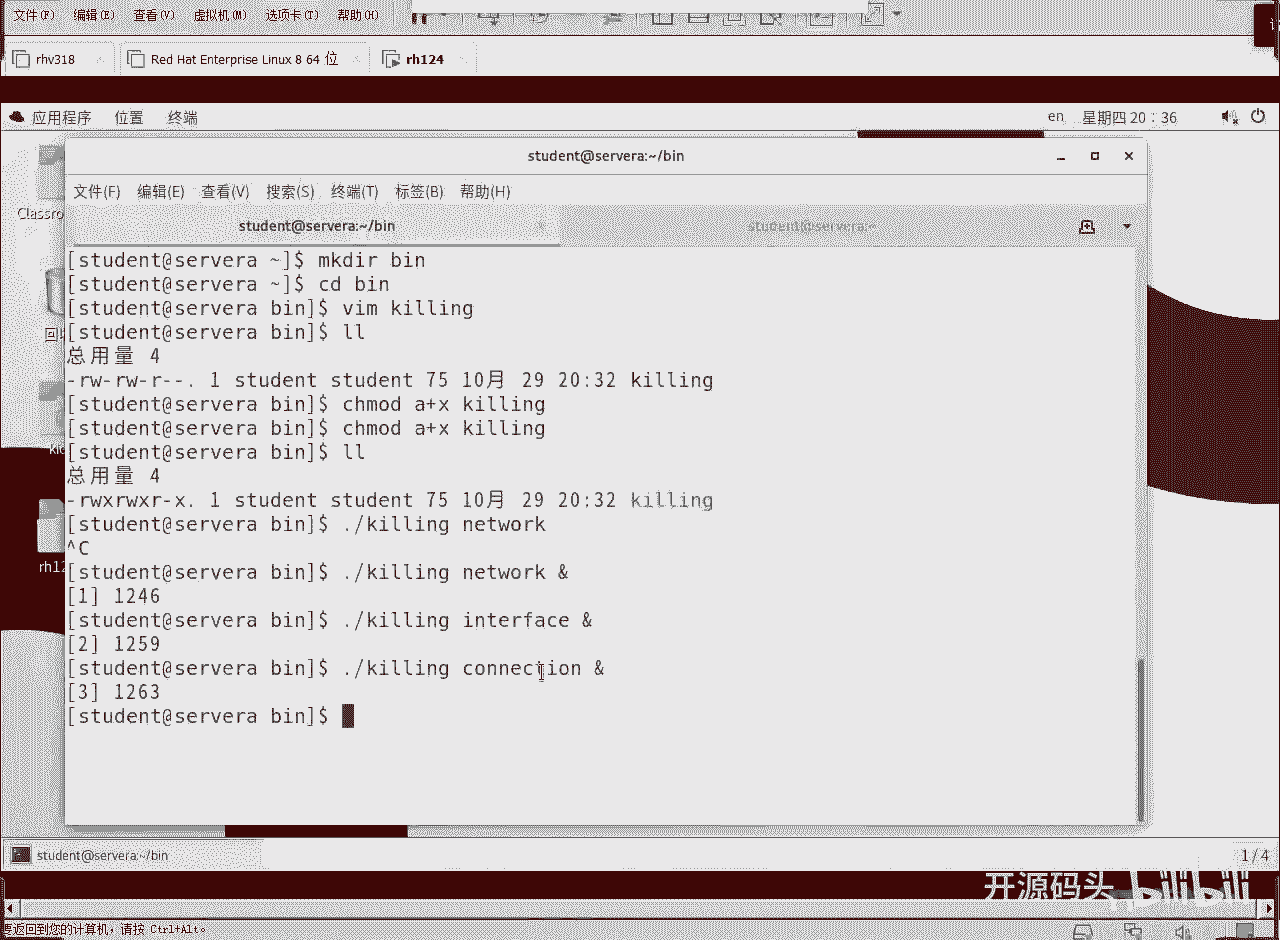 文件(F) 编辑(E) 查看(V) 虚拟机(M) 选项卡(T) 帮助(H)
rhv318 Red Hat Enterprise Linux 8 64 位 rh124
应用程序 位置 终端 en 星期四 20：36
student@servera:~/bin
文件(F) 编辑(E) 查看(V) 搜索(S) 终端(T) 标签(B) 帮助(H)
student@servera:~/bin student@servera:~
[student@servera ~]$ mkdir bin
[student@servera ~]$ cd bin
[student@servera bin]$ vim killing
[student@servera bin]$ ll
总用量 4
-rw-rw-r--. 1 student student 75 10月 29 20:32 killing
[student@servera bin]$ chmod a+x killing
[student@servera bin]$ chmod a+x killing
[student@servera bin]$ ll
总用量 4
-rwxrwxr-x. 1 student student 75 10月 29 20:32 killing
[student@servera bin]$ ./killing network
^C
[student@servera bin]$ ./killing network &
[1] 1246
[student@servera bin]$ ./killing interface &
[2] 1259
[student@servera bin]$ ./killing connection &
[3] 1263
[student@servera bin]$
Classro
回收
rh12
student@servera:~/bin 1 / 4
开源码头 bilibili
要返回到您的计算机，请按 Ctrl+Alt。